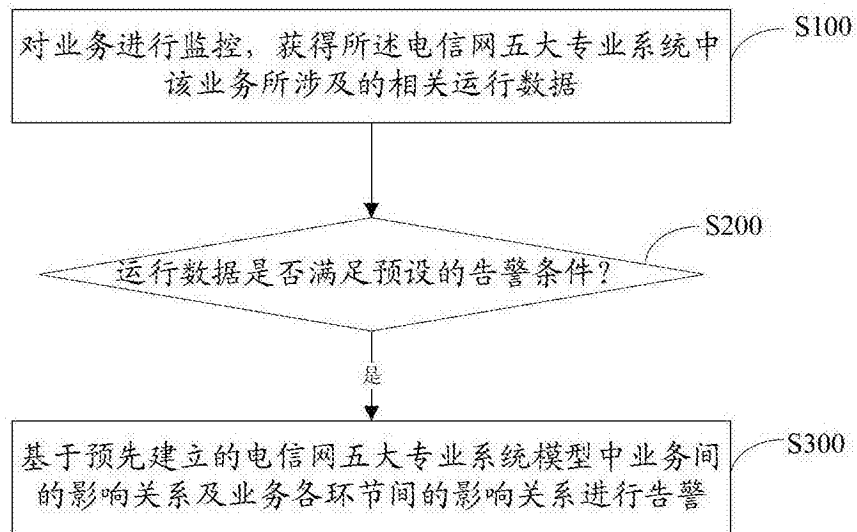 对业务进行监控，获得所述电信网五大专业系统中
该业务所涉及的相关运行数据
S100
运行数据是否满足预设的告警条件？
S200
是
基于预先建立的电信网五大专业系统模型中业务间
的影响关系及业务各环节间的影响关系进行告警
S300